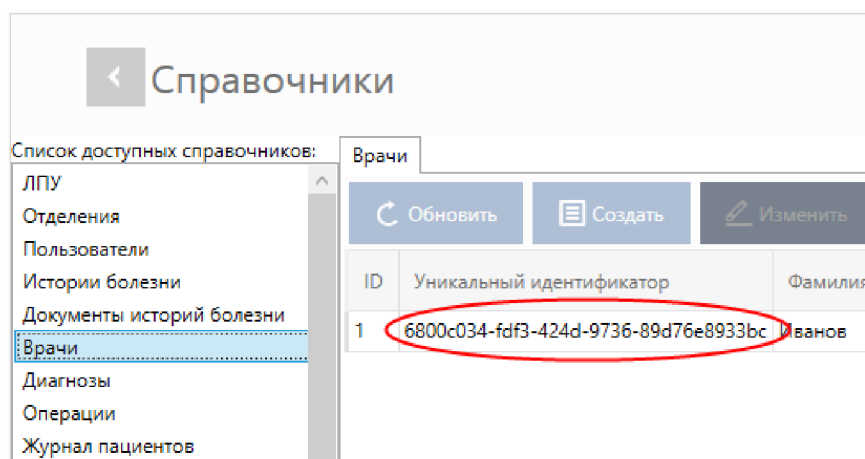 Справочники
Список доступных справочников:
ЛПУ
Отделения
Пользователи
Истории болезни
Документы историй болезни
Врачи
Диагнозы
Операции
Журнал пациентов
Врачи
Обновить Создать Изменить
ID Уникальный идентификатор Фамилия
1 6800c034-fdf3-424d-9736-89d76e8933bc Иванов